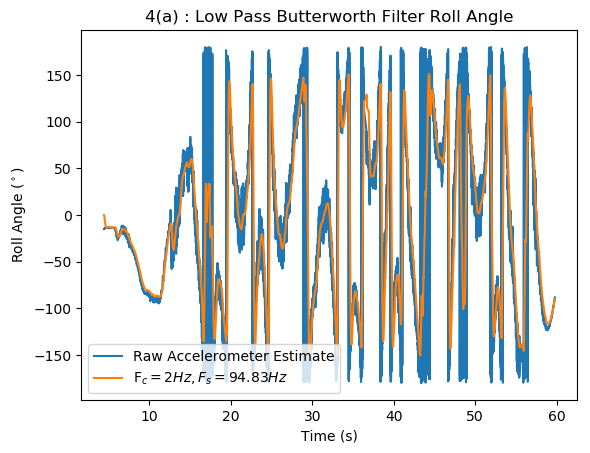 4(a) : Low Pass Butterworth Filter Roll Angle
Roll Angle (°)
150
100
50
0
−50
−100
−150
Raw Accelerometer Estimate
F_c = 2Hz, F_s = 94.83Hz
10
20
30
40
50
60
Time (s)